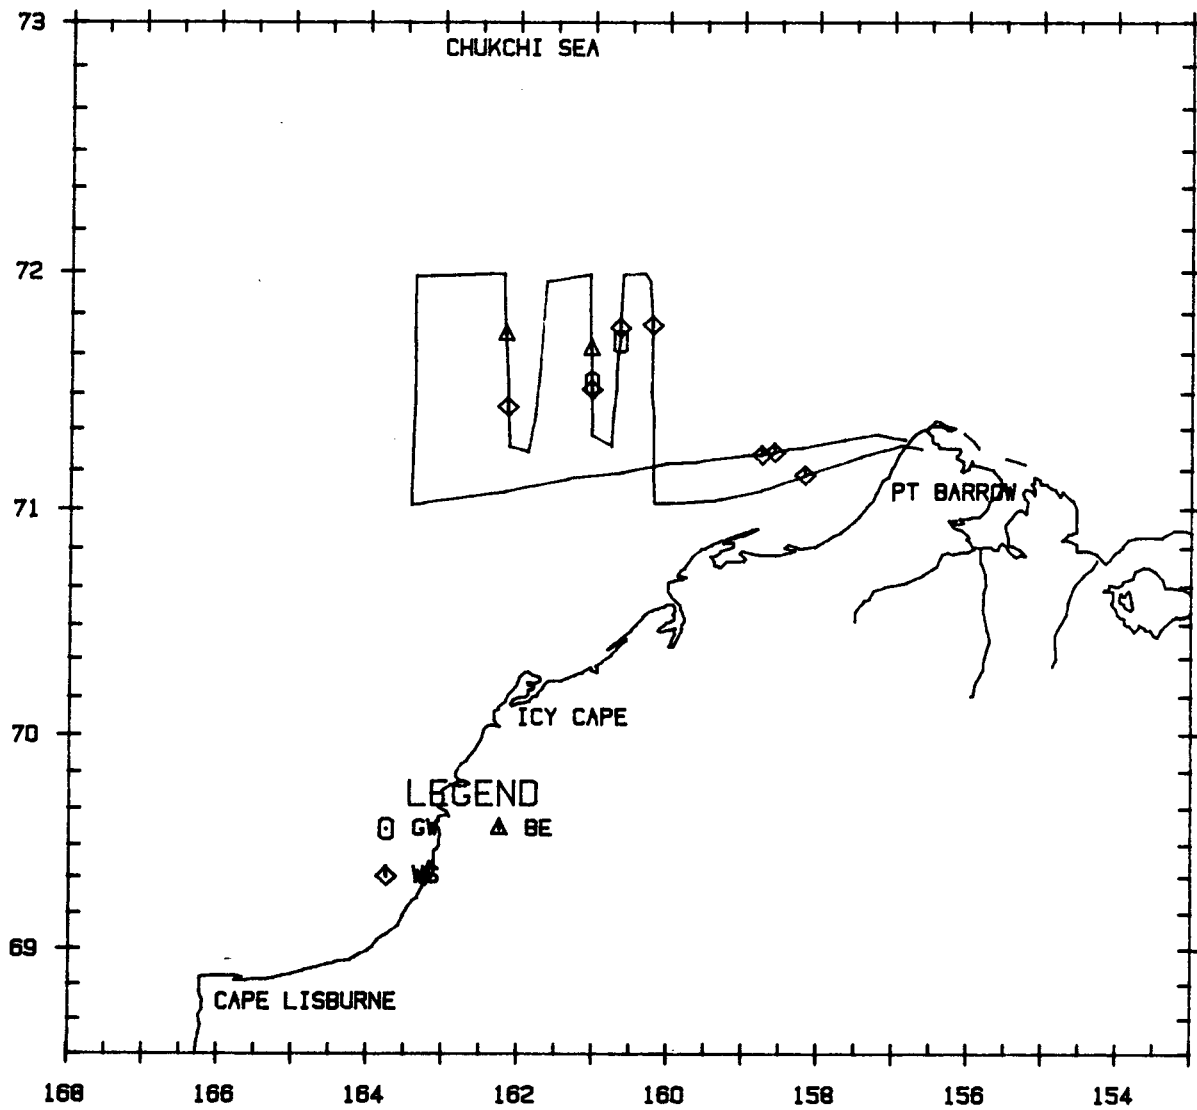 73
CHUKCHI SEA
72
71
PT BARROW
70
ICY CAPE
LEGEND
GW BE
WS
69
CAPE LISBURNE
168 166 164 162 160 158 156 154